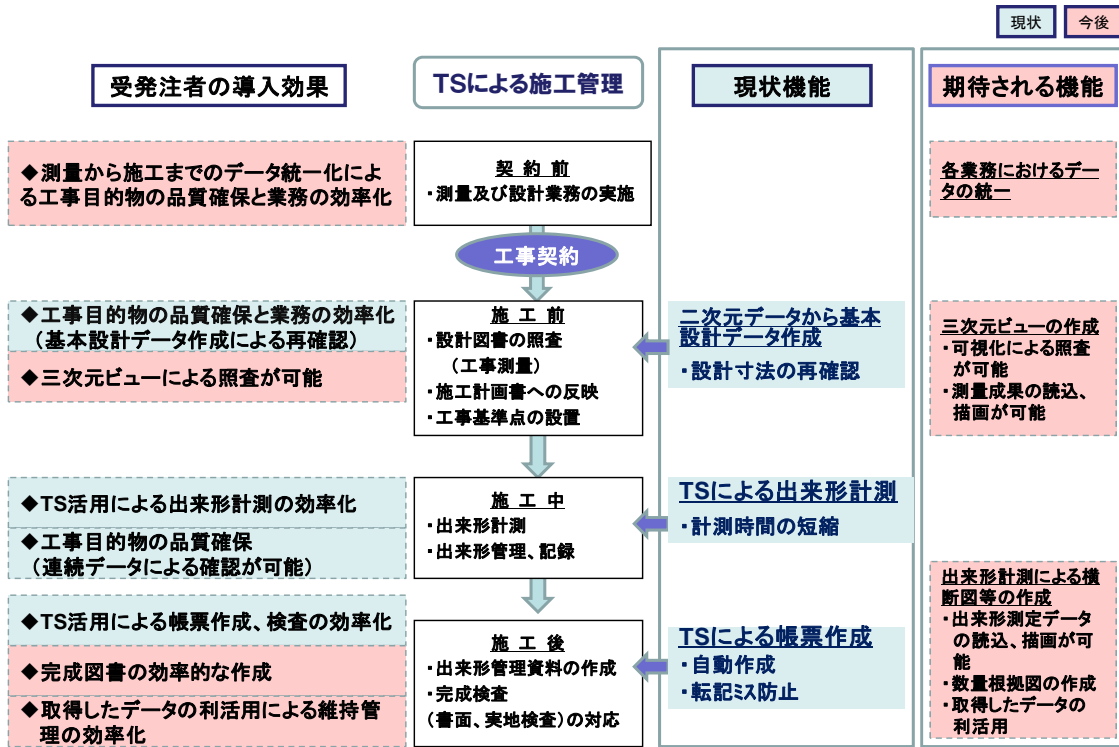 現状
今後
受発注者の導入効果
TSによる施工管理
現状機能
期待される機能
◆測量から施工までのデータ統一化によ
る工事目的物の品質確保と業務の効率化
契約前
・測量及び設計業務の実施
各業務におけるデー
タの統一
工事契約
◆工事目的物の品質確保と業務の効率化
(基本設計データ作成による再確認)
◆三次元ビューによる照査が可能
施工前
・設計図書の照査
(工事測量)
・施工計画書への反映
・工事基準点の設置
二次元データから基本
設計データ作成
・設計寸法の再確認
三次元ビューの作成
・可視化による照査
が可能
・測量成果の読込、
描画が可能
◆TS活用による出来形計測の効率化
◆工事目的物の品質確保
(連続データによる確認が可能)
施工中
・出来形計測
・出来形管理、記録
TSによる出来形計測
・計測時間の短縮
◆TS活用による帳票作成、検査の効率化
◆完成図書の効率的な作成
◆取得したデータの利活用による維持管
理の効率化
施工後
・出来形管理資料の作成
・完成検査
(書面、実地検査)の対応
TSによる帳票作成
・自動作成
・転記ミス防止
出来形計測による横
断図等の作成
・出来形測定データ
の読込、描画が可
能
・数量根拠図の作成
・取得したデータの
利活用